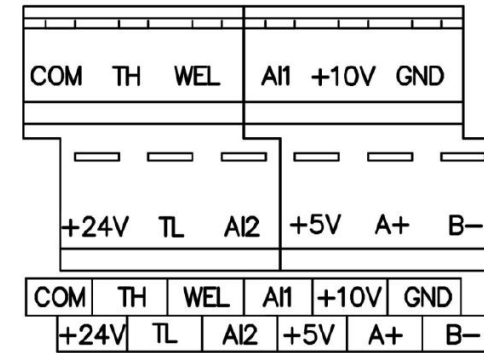 COM TH WEL AI1 +10V GND
+24V TL AI2 +5V A+ B-
COM TH WEL AI1 +10V GND
+24V TL AI2 +5V A+ B-